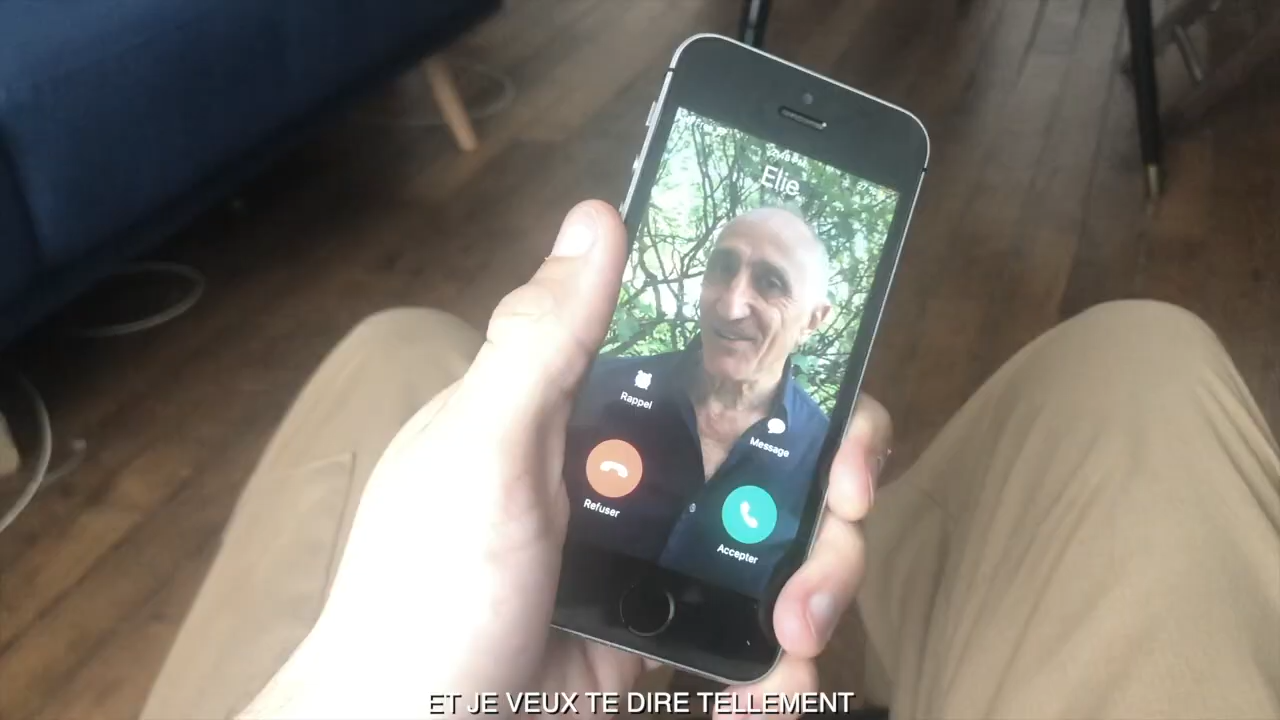 Elie
Rappel
Message
Refuser
Accepter
ET JE VEUX TE DIRE TELLEMENT